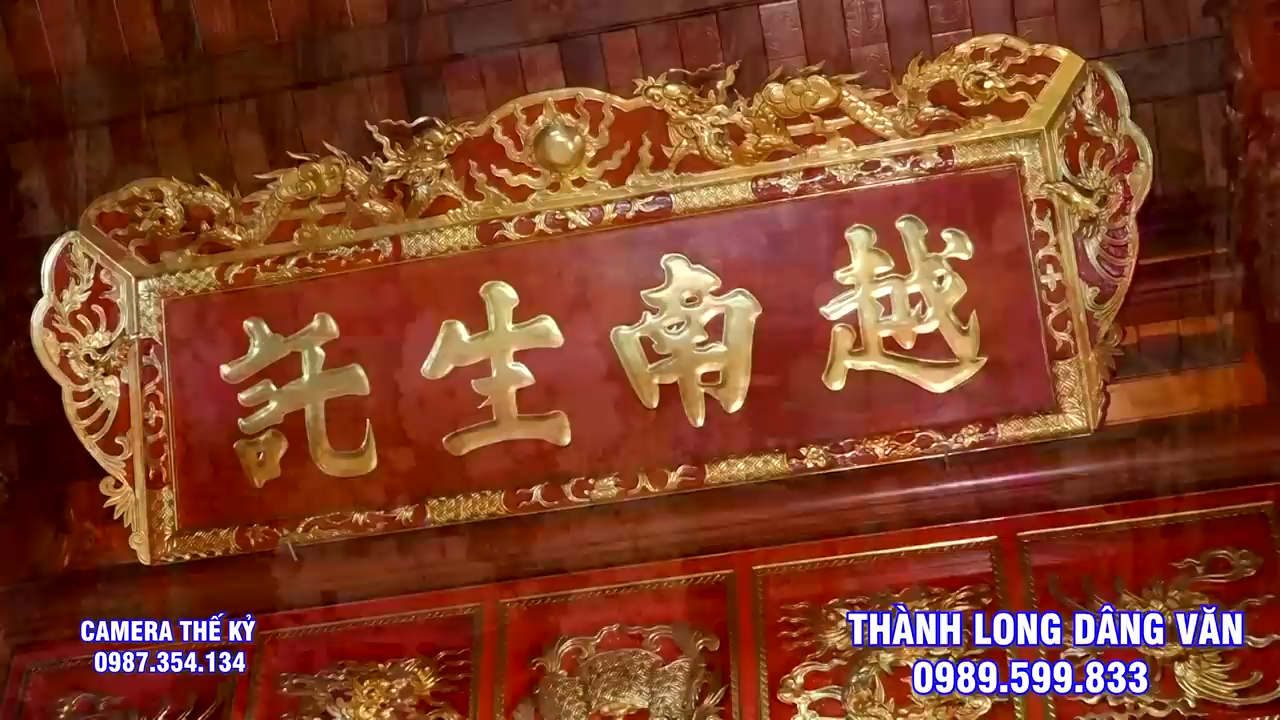 越南生託
CAMERA THẾ KỶ
0987.354.134
THÀNH LONG DÂNG VĂN
0989.599.833